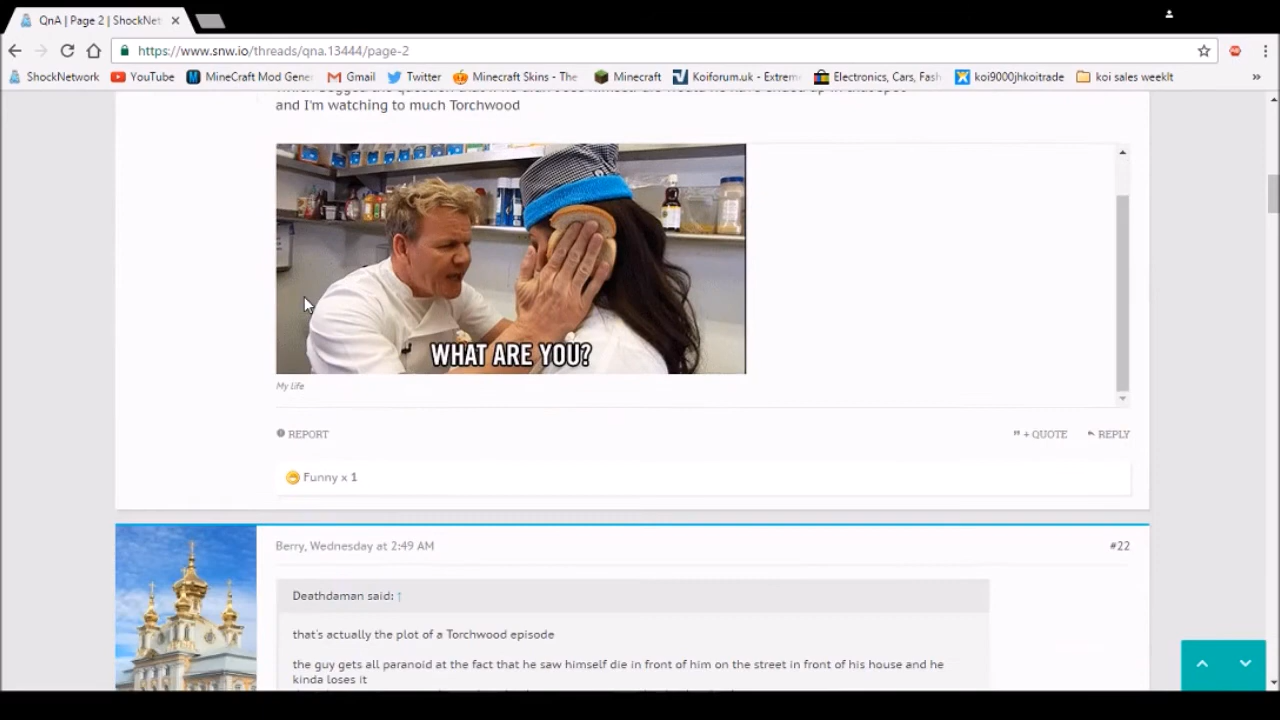 QnA | Page 2 | ShockNet
https://www.snw.io/threads/qna.13444/page-2
ShockNetwork YouTube MineCraft Mod Gene Gmail Twitter Minecraft Skins - The Minecraft Koiforum.uk - Extrem Electronics, Cars, Fash koi9000jhkoitrade koi sales weeklt »
and I'm watching to much Torchwood
WHAT ARE YOU?
My life
REPORT + QUOTE REPLY
Funny x 1
Berry, Wednesday at 2:49 AM #22
Deathdaman said: ↑
that's actually the plot of a Torchwood episode
the guy gets all paranoid at the fact that he saw himself die in front of him on the street in front of his house and he
kinda loses it